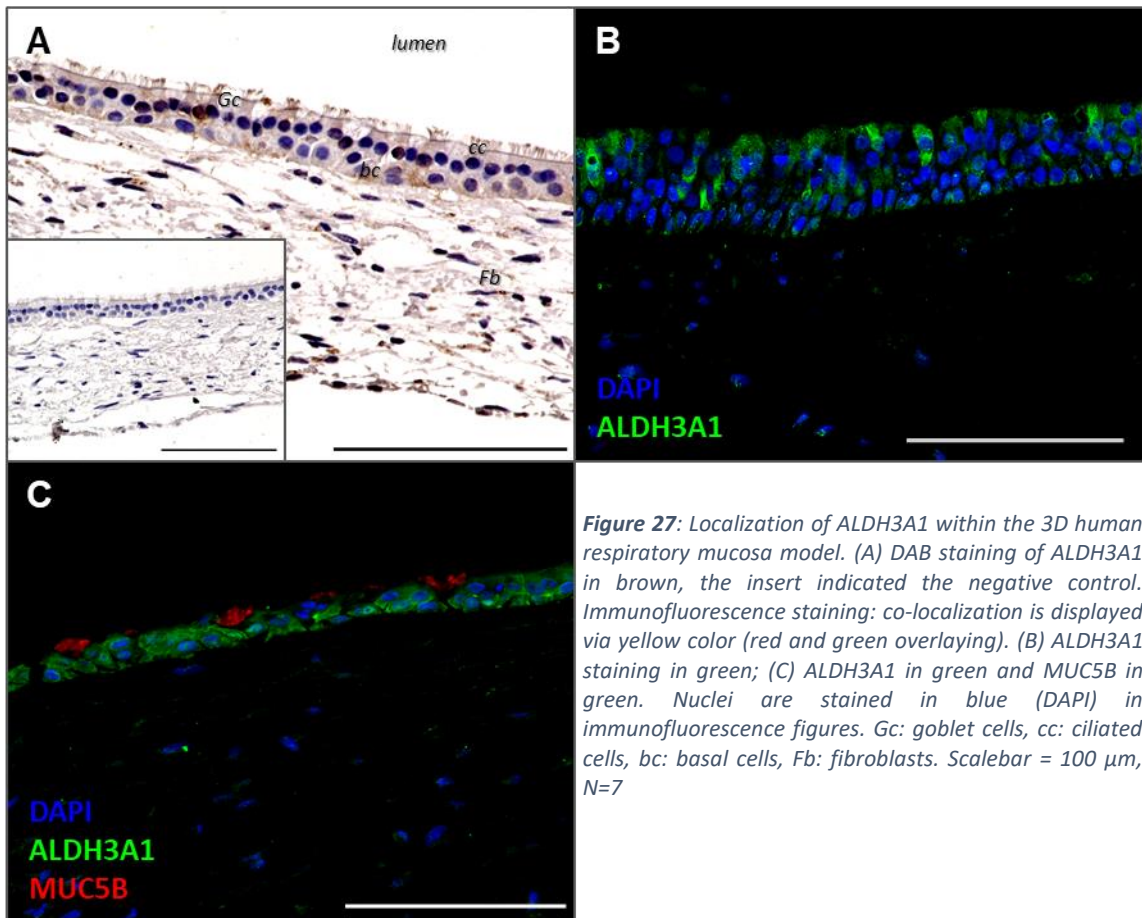 A
lumen
Gc
cc
bc
Fb
B
DAPI
ALDH3A1
C
DAPI
ALDH3A1
MUC5B
Figure 27: Localization of ALDH3A1 within the 3D human
respiratory mucosa model. (A) DAB staining of ALDH3A1
in brown, the insert indicated the negative control.
Immunofluorescence staining: co-localization is displayed
via yellow color (red and green overlaying). (B) ALDH3A1
staining in green; (C) ALDH3A1 in green and MUC5B in
green. Nuclei are stained in blue (DAPI) in
immunofluorescence figures. Gc: goblet cells, cc: ciliated
cells, bc: basal cells, Fb: fibroblasts. Scalebar = 100 μm,
N=7